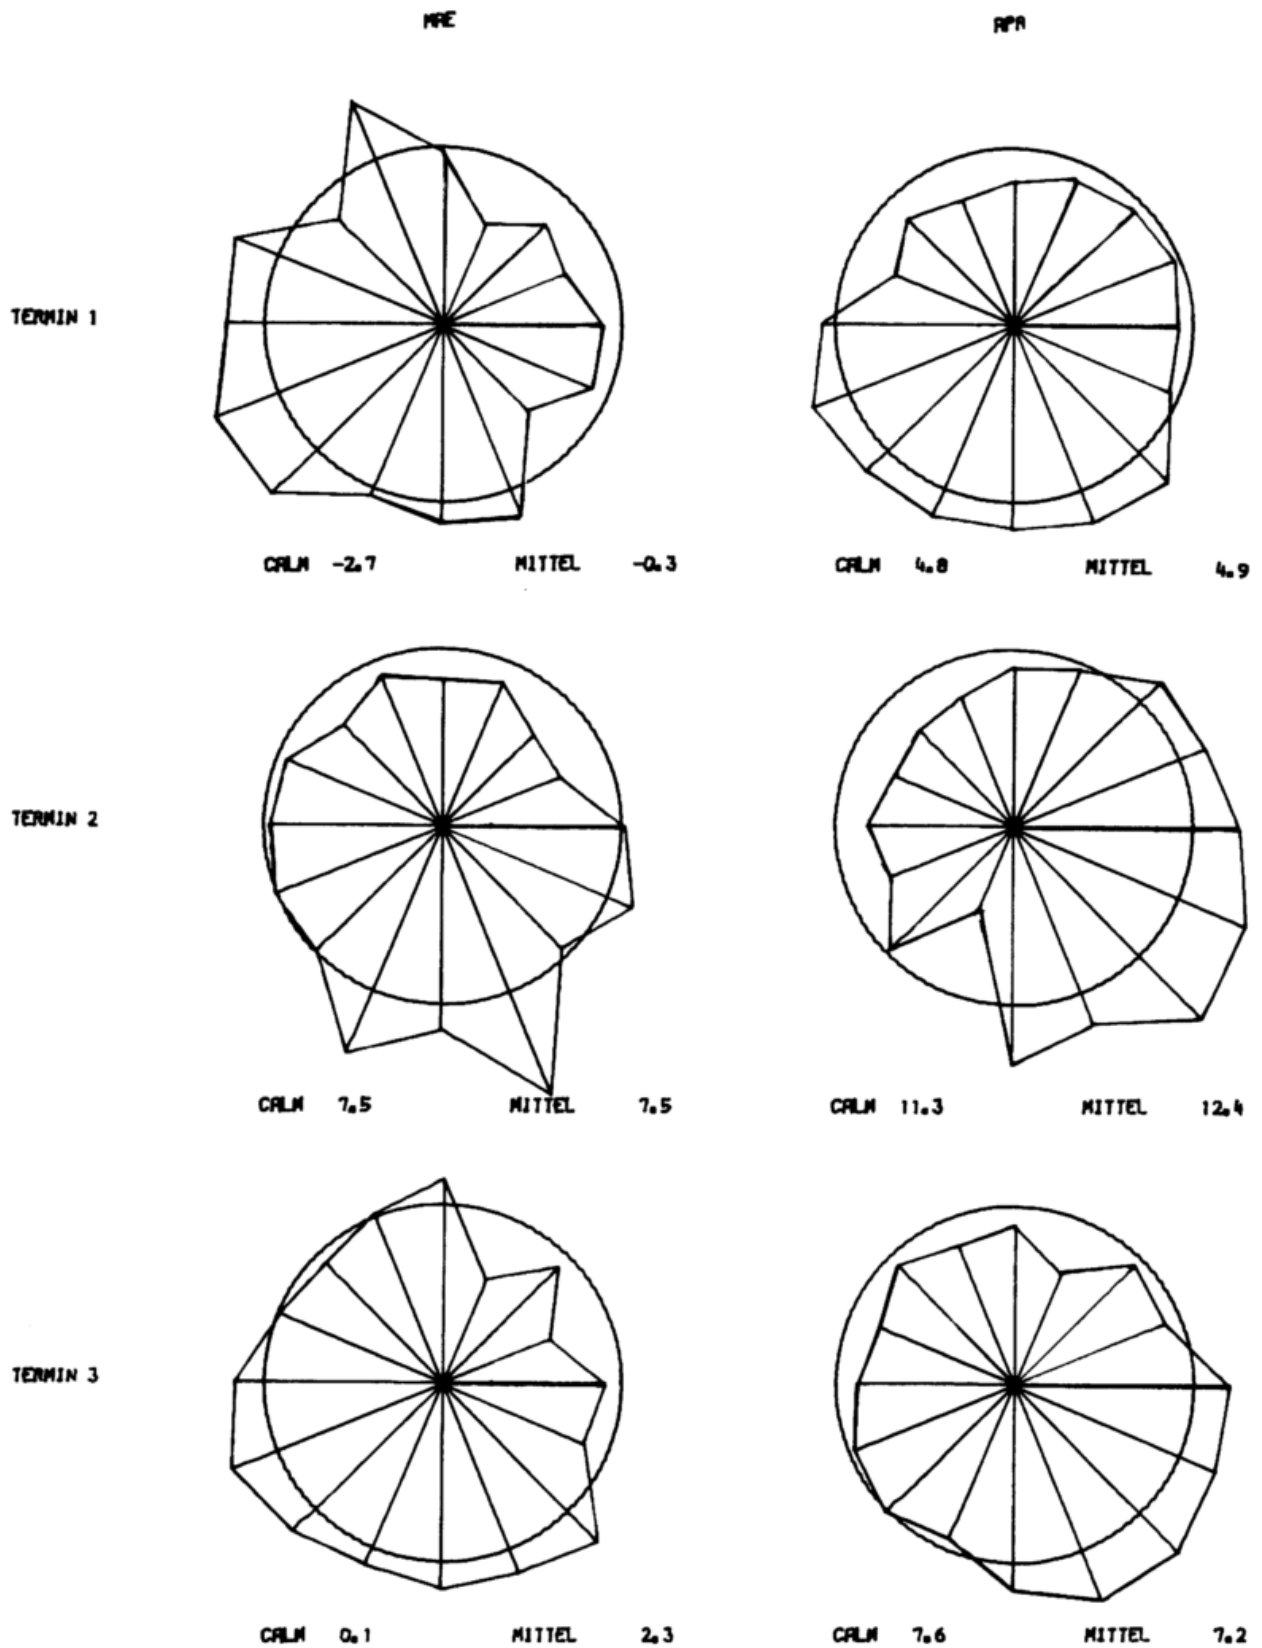 MRE APR
TERMIN 1
CALM -2.7 MITTEL -0.3 CALM 4.8 MITTEL 4.9
TERMIN 2
CALM 7.5 MITTEL 7.5 CALM 11.3 MITTEL 12.4
TERMIN 3
CALM 0.1 MITTEL 2.3 CALM 7.6 MITTEL 7.2